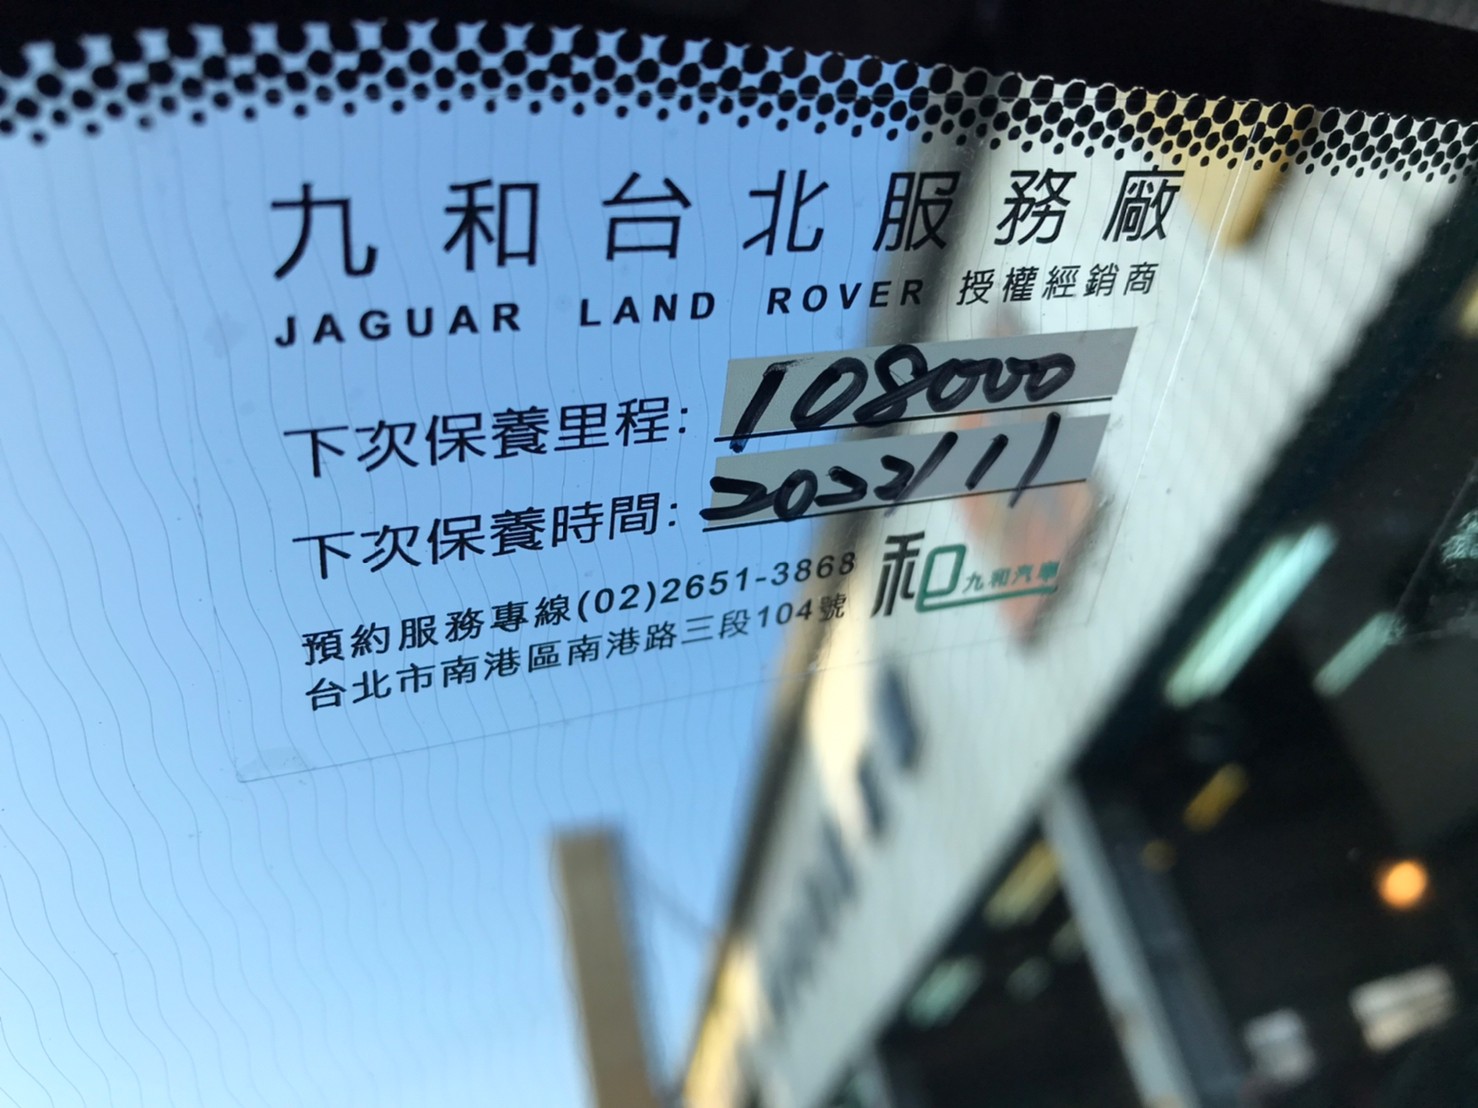 九和台北服務廠
JAGUAR LAND ROVER 授權經銷商
下次保養里程: 108000
下次保養時間: 2022/11
預約服務專線(02)2651-3868
台北市南港區南港路三段104號
和 九和汽車